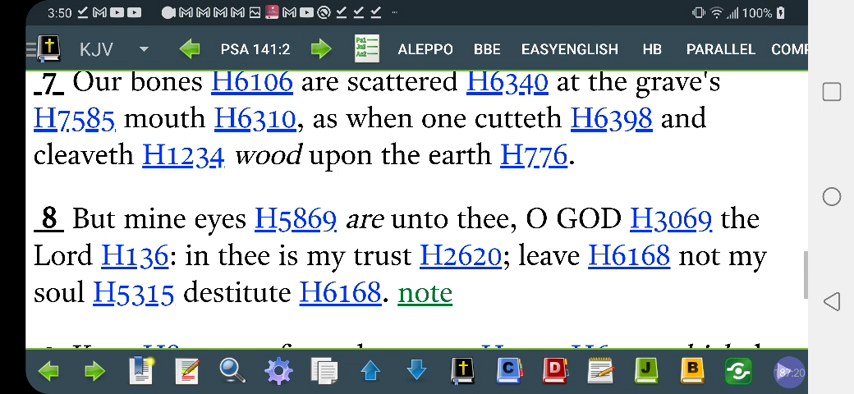 3:50 100%
KJV PSA 141:2 ALEPPO BBE EASYENGLISH HB PARALLEL COMP
7 Our bones H6106 are scattered H6340 at the grave's
H7585 mouth H6310, as when one cutteth H6398 and
cleaveth H1234 wood upon the earth H776.
8 But mine eyes H5869 are unto thee, O GOD H3069 the
Lord H136: in thee is my trust H2620; leave H6168 not my
soul H5315 destitute H6168. note